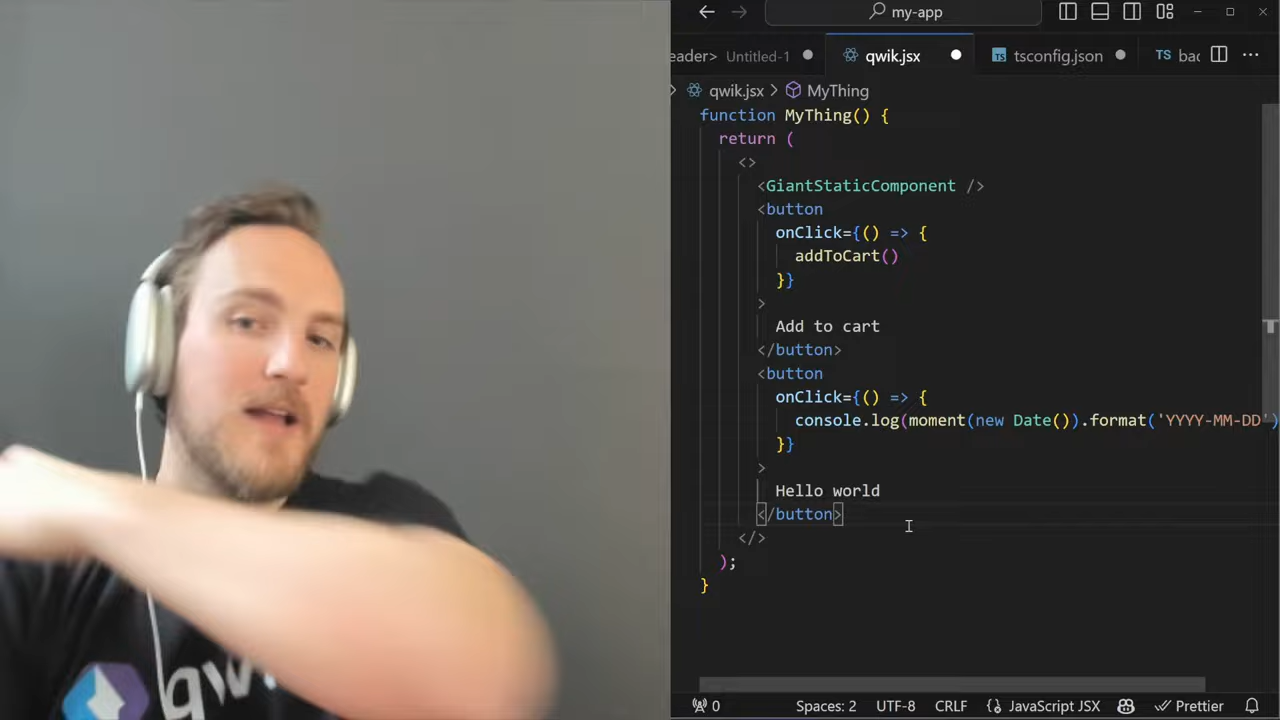 my-app
eader> Untitled-1
qwik.jsx
tsconfig.json
TS bac
qwik.jsx > MyThing
function MyThing() {
return (
<>
<GiantStaticComponent />
<button
onClick={() => {
addToCart()
}}
>
Add to cart
</button>
<button
onClick={() => {
console.log(moment(new Date()).format('YYYY-MM-DD')
}}
>
Hello world
</button>
</>
);
}
0
Spaces: 2
UTF-8
CRLF
{} JavaScript JSX
Prettier
qw